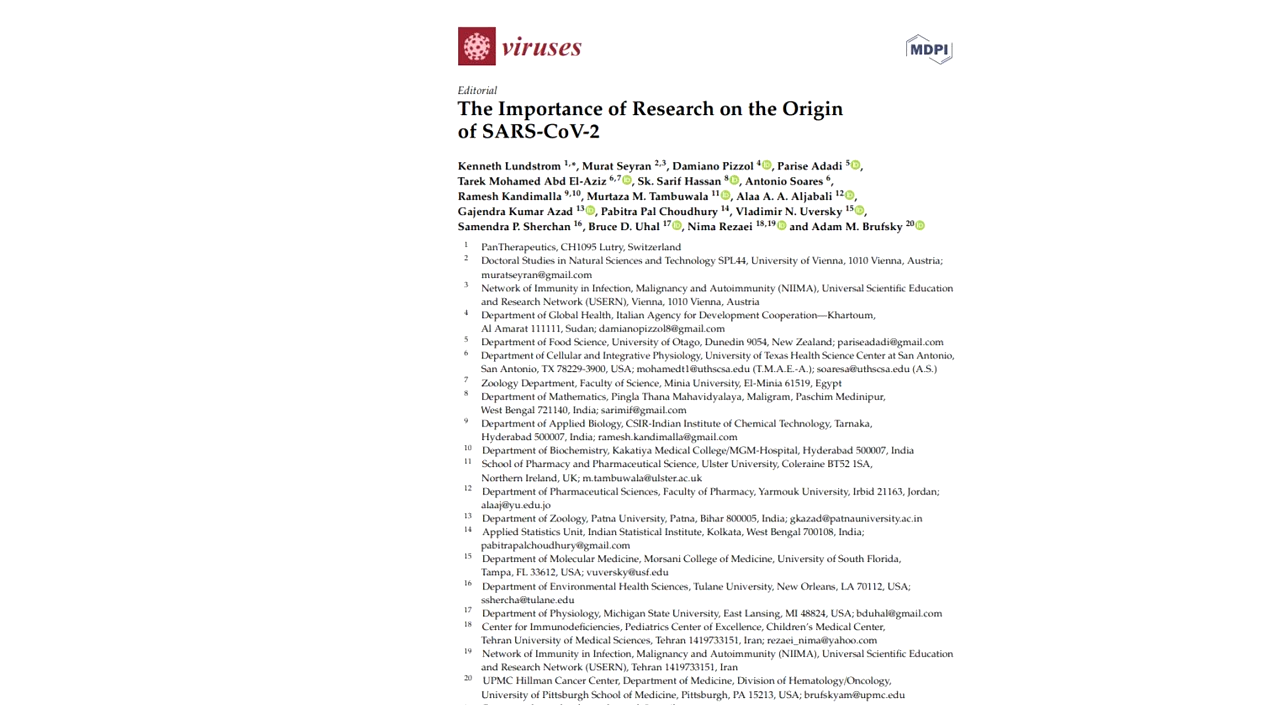 viruses
MDPI
Editorial
The Importance of Research on the Origin
of SARS-CoV-2
Kenneth Lundstrom 1,*, Murat Seyran 2,3, Damiano Pizzol 4, Parise Adadi 5,
Tarek Mohamed Abd El-Aziz 6,7, Sk. Sarif Hassan 8, Antonio Soares 6,
Ramesh Kandimalla 9,10, Murtaza M. Tambuwala 11, Alaa A. A. Aljabali 12,
Gajendra Kumar Azad 13, Pabitra Pal Choudhury 14, Vladimir N. Uversky 15,
Samendra P. Sherchan 16, Bruce D. Uhal 17, Nima Rezaei 18,19 and Adam M. Brufsky 20
1 PanTherapeutics, CH1095 Lutry, Switzerland
2 Doctoral Studies in Natural Sciences and Technology SPL44, University of Vienna, 1010 Vienna, Austria;
muratseyran@gmail.com
3 Network of Immunity in Infection, Malignancy and Autoimmunity (NIIMA), Universal Scientific Education
and Research Network (USERN), Vienna, 1010 Vienna, Austria
4 Department of Global Health, Italian Agency for Development Cooperation—Khartoum,
Al Amarat 111111, Sudan; damianopizzol8@gmail.com
5 Department of Food Science, University of Otago, Dunedin 9054, New Zealand; pariseadadi@gmail.com
6 Department of Cellular and Integrative Physiology, University of Texas Health Science Center at San Antonio,
San Antonio, TX 78229-3900, USA; mohamedt1@uthscsa.edu (T.M.A.E.-A.); soaresa@uthscsa.edu (A.S.)
7 Zoology Department, Faculty of Science, Minia University, El-Minia 61519, Egypt
8 Department of Mathematics, Pingla Thana Mahavidyalaya, Maligram, Paschim Medinipur,
West Bengal 721140, India; sarimif@gmail.com
9 Department of Applied Biology, CSIR-Indian Institute of Chemical Technology, Tarnaka,
Hyderabad 500007, India; ramesh.kandimalla@gmail.com
10 Department of Biochemistry, Kakatiya Medical College/MGM-Hospital, Hyderabad 500007, India
11 School of Pharmacy and Pharmaceutical Science, Ulster University, Coleraine BT52 1SA,
Northern Ireland, UK; m.tambuwala@ulster.ac.uk
12 Department of Pharmaceutical Sciences, Faculty of Pharmacy, Yarmouk University, Irbid 21163, Jordan;
alaaj@yu.edu.jo
13 Department of Zoology, Patna University, Patna, Bihar 800005, India; gkazad@patnauniversity.ac.in
14 Applied Statistics Unit, Indian Statistical Institute, Kolkata, West Bengal 700108, India;
pabitrapalchoudhury@gmail.com
15 Department of Molecular Medicine, Morsani College of Medicine, University of South Florida,
Tampa, FL 33612, USA; vuversky@usf.edu
16 Department of Environmental Health Sciences, Tulane University, New Orleans, LA 70112, USA;
sshercha@tulane.edu
17 Department of Physiology, Michigan State University, East Lansing, MI 48824, USA; bduhal@gmail.com
18 Center for Immunodeficiencies, Pediatrics Center of Excellence, Children's Medical Center,
Tehran University of Medical Sciences, Tehran 1419733151, Iran; rezaei_nima@yahoo.com
19 Network of Immunity in Infection, Malignancy and Autoimmunity (NIIMA), Universal Scientific Education
and Research Network (USERN), Tehran 1419733151, Iran
20 UPMC Hillman Cancer Center, Department of Medicine, Division of Hematology/Oncology,
University of Pittsburgh School of Medicine, Pittsburgh, PA 15213, USA; brufskyam@upmc.edu